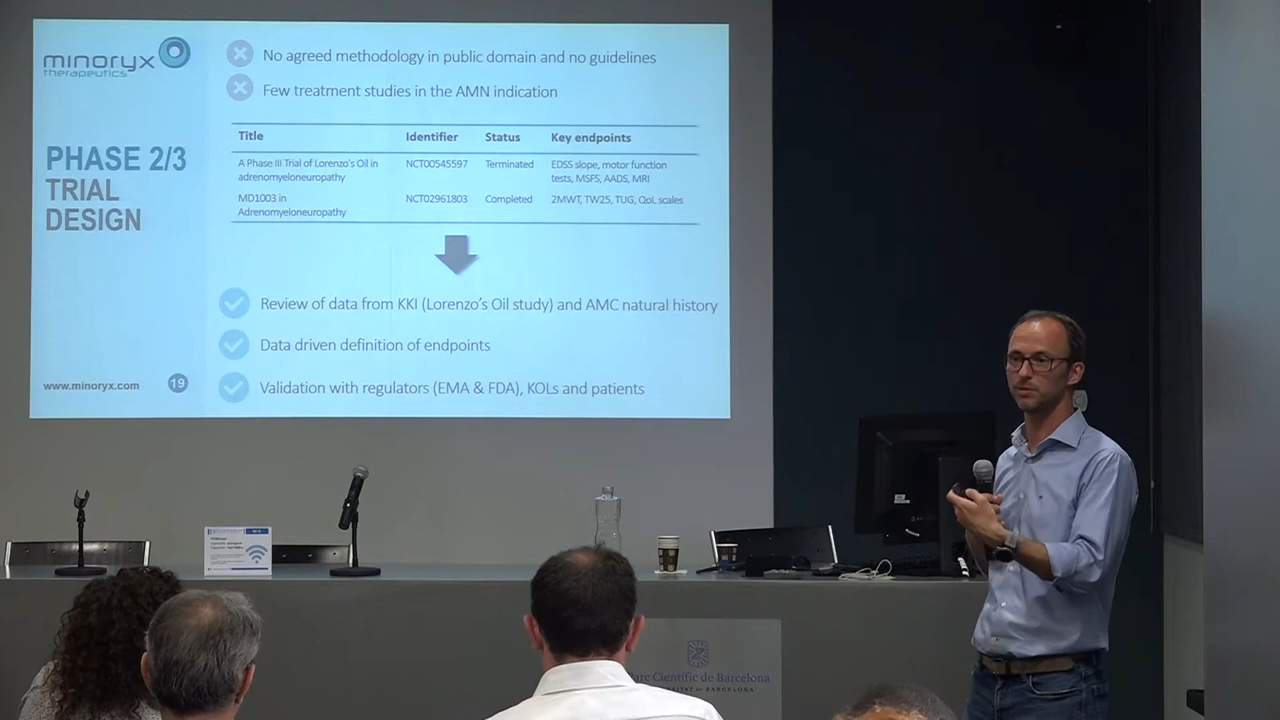 minoryx
therapeutics
No agreed methodology in public domain and no guidelines
Few treatment studies in the AMN indication
PHASE 2/3
TRIAL
DESIGN
Title Identifier Status Key endpoints
A Phase III Trial of Lorenzo's Oil in
adrenomyeloneuropathy
NCT00545597 Terminated EDSS slope, motor function
tests, MSFS, AADS, MRI
MD1003 in
Adrenomyeloneuropathy
NCT02961803 Completed 2MWT, TW25, TUG, QoL scales
Review of data from KKI (Lorenzo's Oil study) and AMC natural history
Data driven definition of endpoints
Validation with regulators (EMA & FDA), KOLs and patients
www.minoryx.com 19
Parc Científic de Barcelona
DE BARCELONA